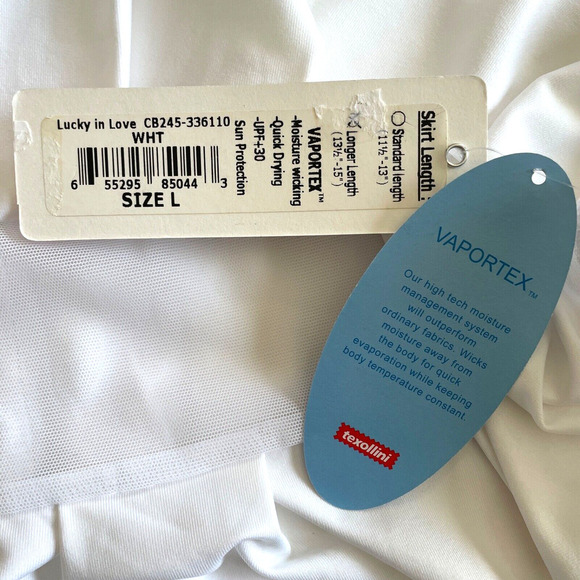 Lucky in Love CB245-336110
WHT
6 55295 85044 3
SIZE L
Skirt Length :
Standard length
(11½"-13")
Longer Length
(13½"-15")
VAPORTEX™
-Moisture wicking
-Quick Drying
-UPF+30
Sun Protection
VAPORTEX™
Our high tech moisture
management system
will outperform
ordinary fabrics. Wicks
moisture away from
the body for quick
evaporation while keeping
body temperature constant.
texollini